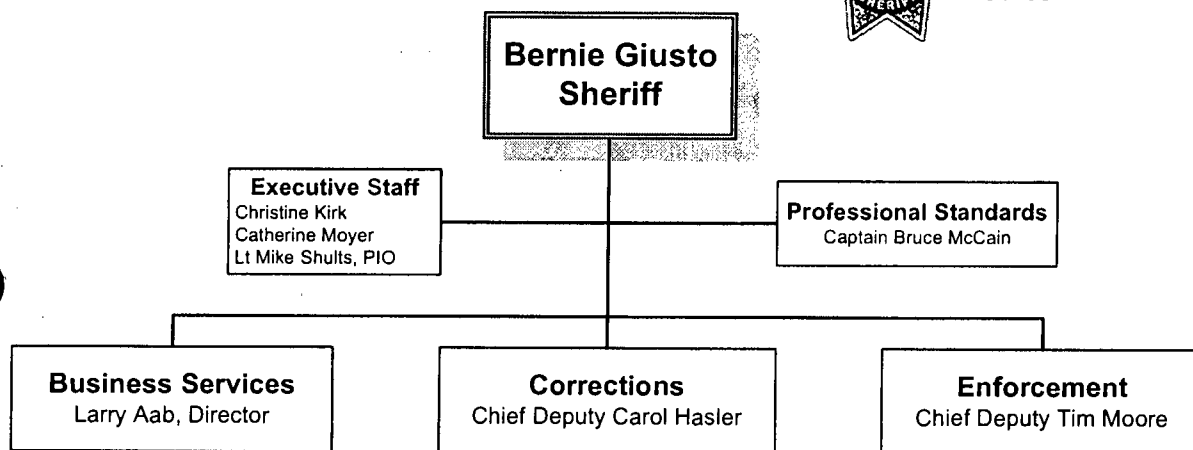 Bernie Giusto
Sheriff
Executive Staff
Christine Kirk
Catherine Moyer
Lt Mike Shults, PIO
Professional Standards
Captain Bruce McCain
Business Services
Larry Aab, Director
Corrections
Chief Deputy Carol Hasler
Enforcement
Chief Deputy Tim Moore